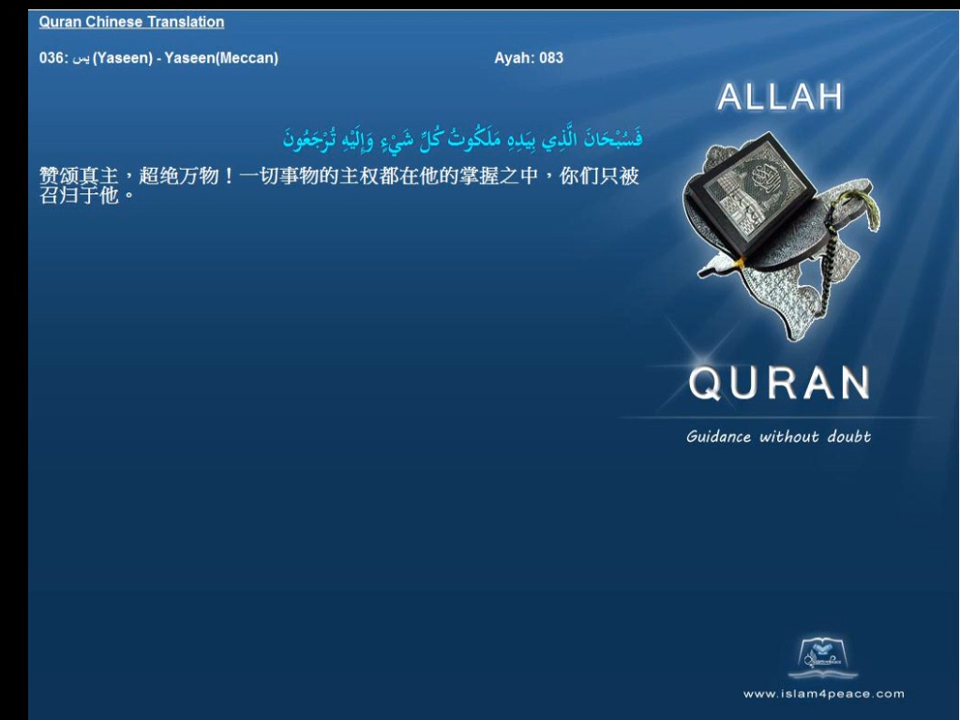 Quran Chinese Translation
036: يس (Yaseen) - Yaseen(Meccan) Ayah: 083
ALLAH
فَسُبْحَانَ الَّذِي بِيَدِهِ مَلَكُوتُ كُلِّ شَيْءٍ وَإِلَيْهِ تُرْجَعُونَ
赞颂真主，超绝万物！一切事物的主权都在他的掌握之中，你们只被
召归于他。
QURAN
Guidance without doubt
www.islam4peace.com